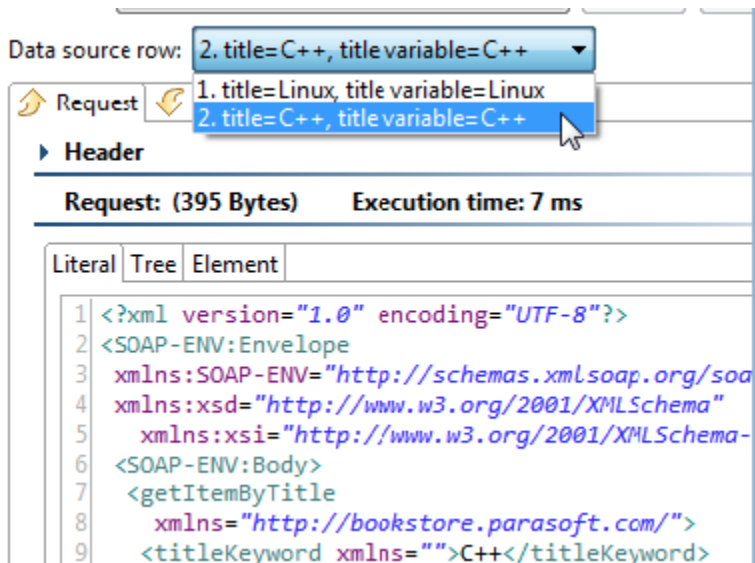 Data source row: 2. title=C++, title variable=C++
1. title=Linux, title variable=Linux
2. title=C++, title variable=C++
Request
Header
Request: (395 Bytes) Execution time: 7 ms
Literal Tree Element
1 <?xml version="1.0" encoding="UTF-8"?>
2 <SOAP-ENV:Envelope
3 xmlns:SOAP-ENV="http://schemas.xmlsoap.org/soa
4 xmlns:xsd="http://www.w3.org/2001/XMLSchema"
5 xmlns:xsi="http://www.w3.org/2001/XMLSchema-
6 <SOAP-ENV:Body>
7 <getItemByTitle
8 xmlns="http://bookstore.parasoft.com/">
9 <titleKeyword xmlns="">C++</titleKeyword>